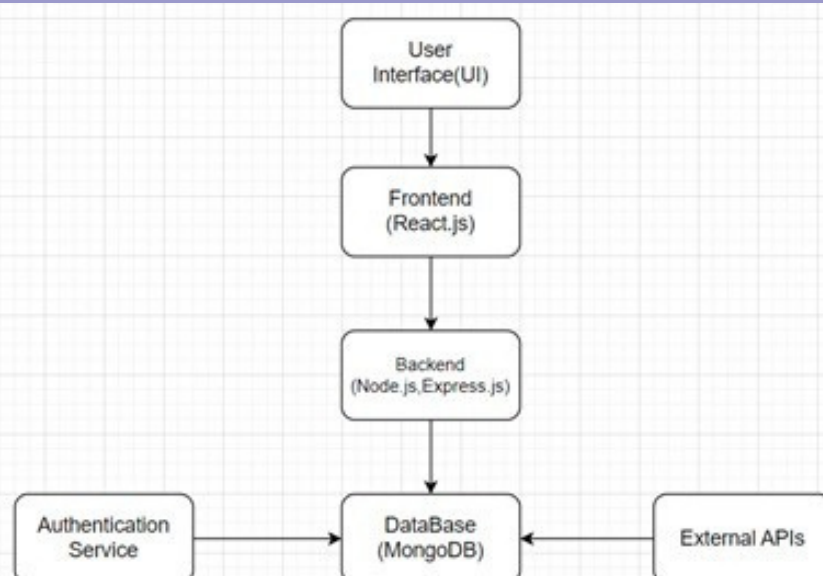 User
Interface(UI)
Frontend
(React.js)
Backend
(Node.js,Express.js)
Authentication
Service
DataBase
(MongoDB)
External APIs